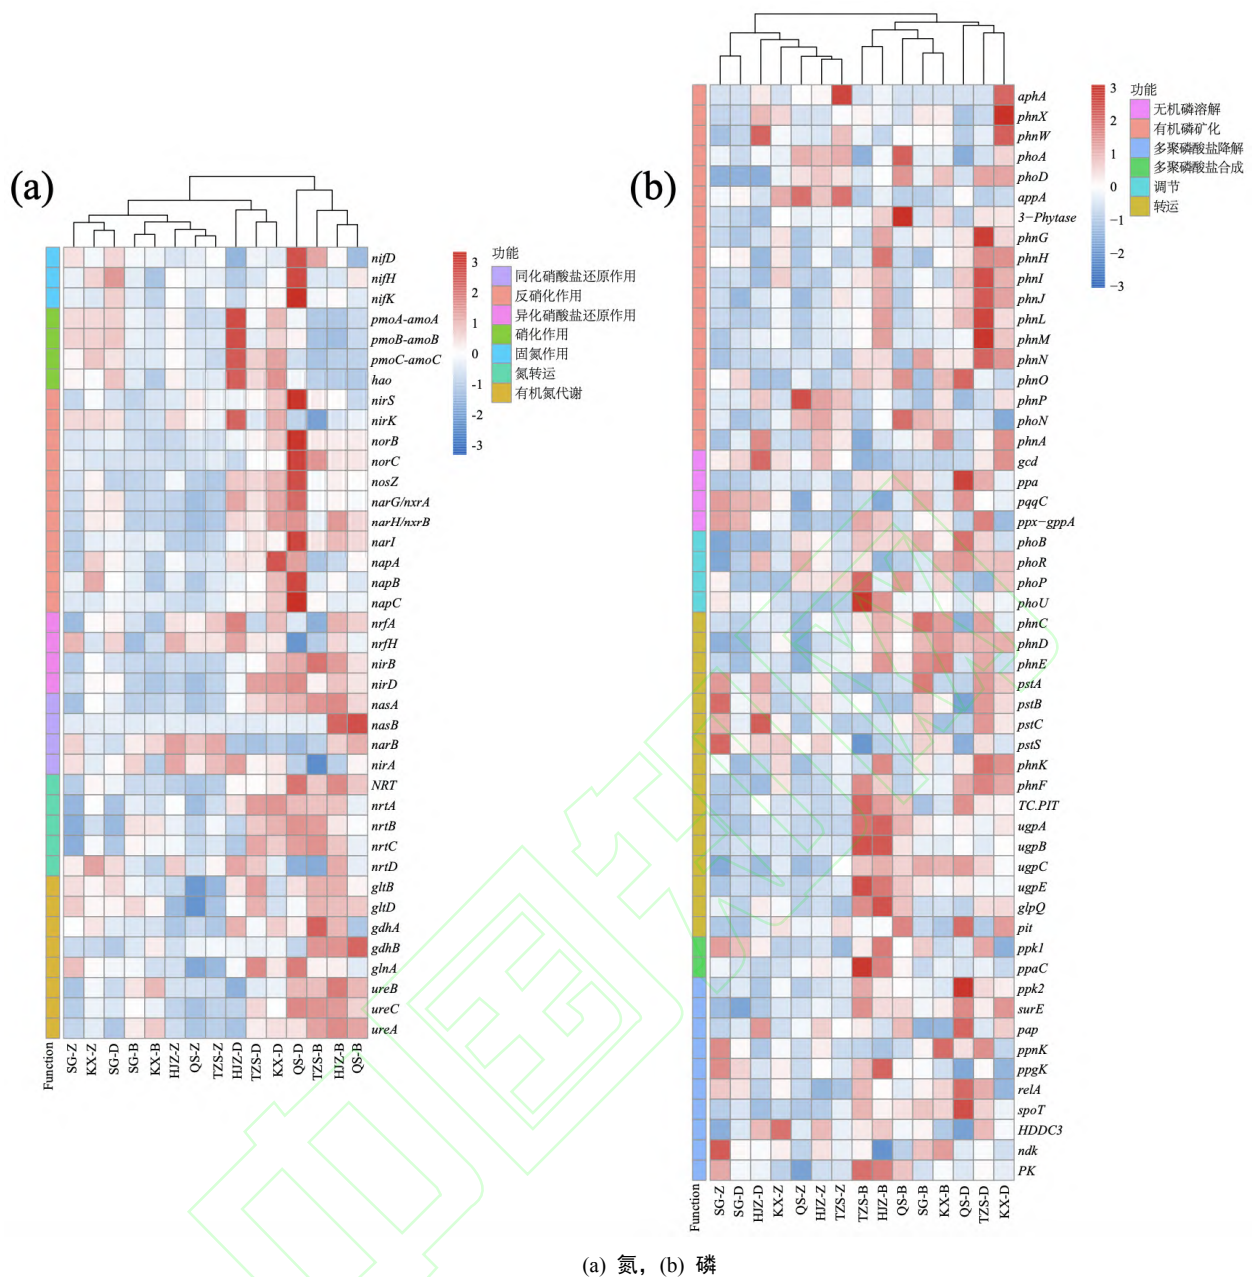 (a)
nifD
nifH
nifK
pmoA-amoA
pmoB-amoB
pmoC-amoC
hao
nirS
nirK
norB
norC
nosZ
narG/nxrA
narH/nxrB
narI
napA
napB
napC
nrfA
nrfH
nirB
nirD
nasA
nasB
narB
nirA
NRT
nrtA
nrtB
nrtC
nrtD
gltB
gltD
gdhA
gdhB
glnA
ureB
ureC
ureA
Function
SG-Z
KX-Z
SG-D
SG-B
KX-B
HJZ-Z
QS-Z
TZS-Z
HJZ-D
TZS-D
KX-D
QS-D
TZS-B
HJZ-B
QS-B
3
2
1
0
-1
-2
-3
功能
同化硝酸盐还原作用
反硝化作用
异化硝酸盐还原作用
硝化作用
固氮作用
氮转运
有机氮代谢
(b)
aphA
phnX
phnW
phoA
phoD
appA
3−Phytase
phnG
phnH
phnI
phnJ
phnL
phnM
phnN
phnO
phnP
phoN
phnA
gcd
ppa
pqqC
ppx−gppA
phoB
phoR
phoP
phoU
phnC
phnD
phnE
pstA
pstB
pstC
pstS
phnK
phnF
TC.PIT
ugpA
ugpB
ugpC
ugpE
glpQ
pit
ppk1
ppaC
ppk2
surE
pap
ppnK
ppgK
relA
spoT
HDDC3
ndk
PK
Function
SG-Z
SG-D
HJZ-D
KX-Z
QS-Z
HJZ-Z
TZS-Z
TZS-B
HJZ-B
QS-B
SG-B
KX-B
QS-D
TZS-D
KX-D
3
2
1
0
−1
−2
−3
功能
无机磷溶解
有机磷矿化
多聚磷酸盐降解
多聚磷酸盐合成
调节
转运
(a) 氮，(b) 磷